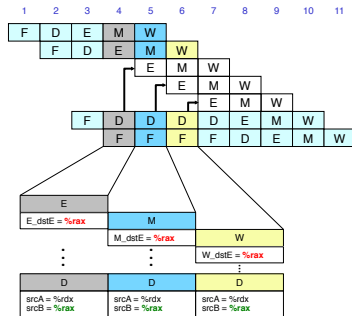 1 2 3 4 5 6 7 8 9 10 11
F D E M W
F D E M W
E M W
E M W
E M W
F D D D D E M W
F F F F D E M W
E
E_dstE = %rax
M
M_dstE = %rax
W
W_dstE = %rax
D D D
srcA = %rdx srcA = %rdx srcA = %rdx
srcB = %rax srcB = %rax srcB = %rax